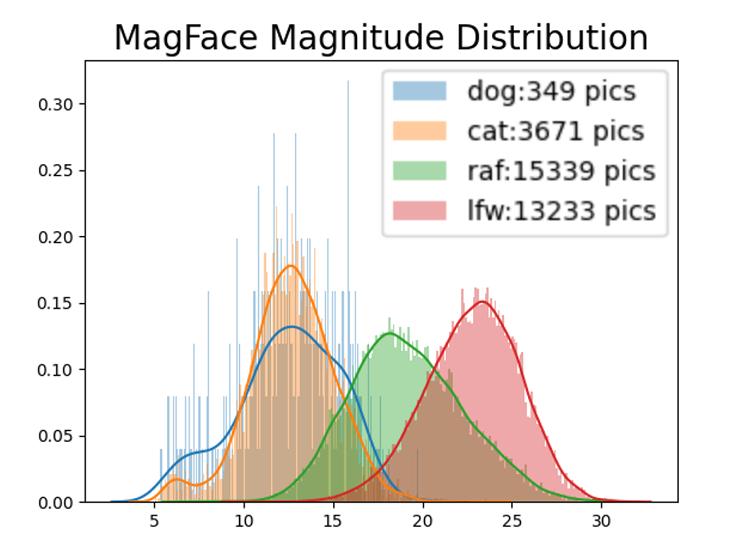 MagFace Magnitude Distribution
dog:349 pics
cat:3671 pics
raf:15339 pics
lfw:13233 pics
0.30
0.25
0.20
0.15
0.10
0.05
0.00
5 10 15 20 25 30